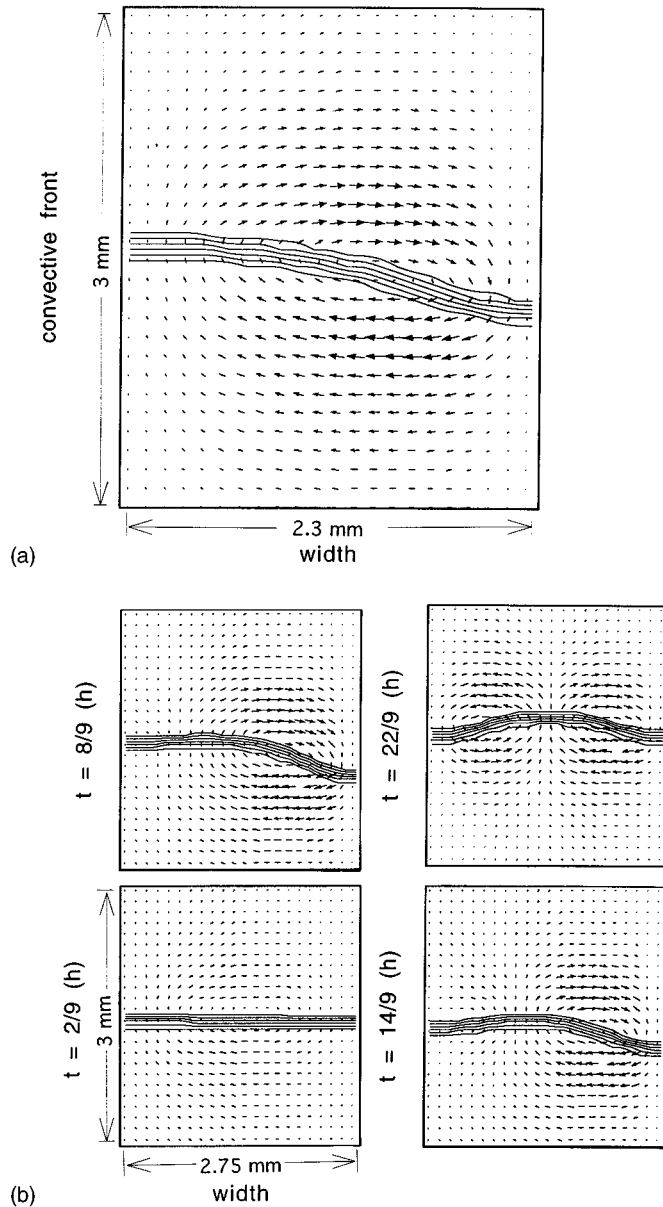 convective front
3 mm
2.3 mm
width
(a)
t = 8/9 (h)
t = 22/9 (h)
t = 2/9 (h)
3 mm
t = 14/9 (h)
2.75 mm
width
(b)